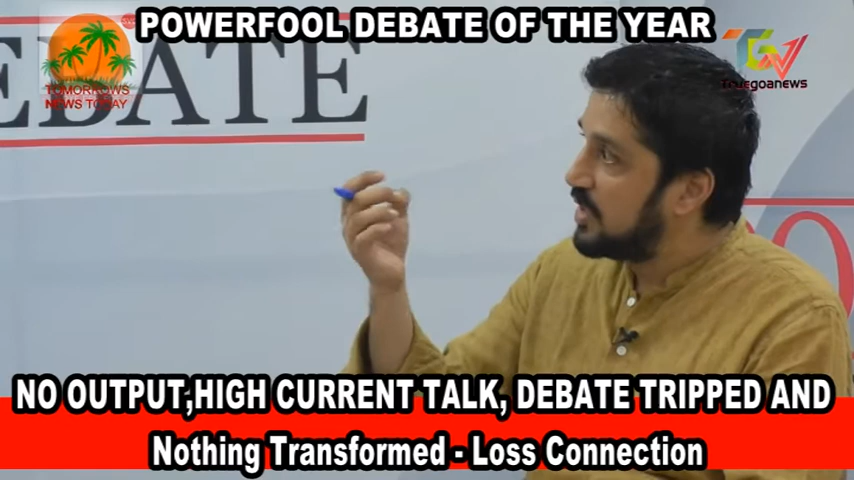 POWERFOOL DEBATE OF THE YEAR
TOMORROWS
NEWS TODAY
TGV
Truegoanews
EBATE
NO OUTPUT,HIGH CURRENT TALK, DEBATE TRIPPED AND
Nothing Transformed - Loss Connection